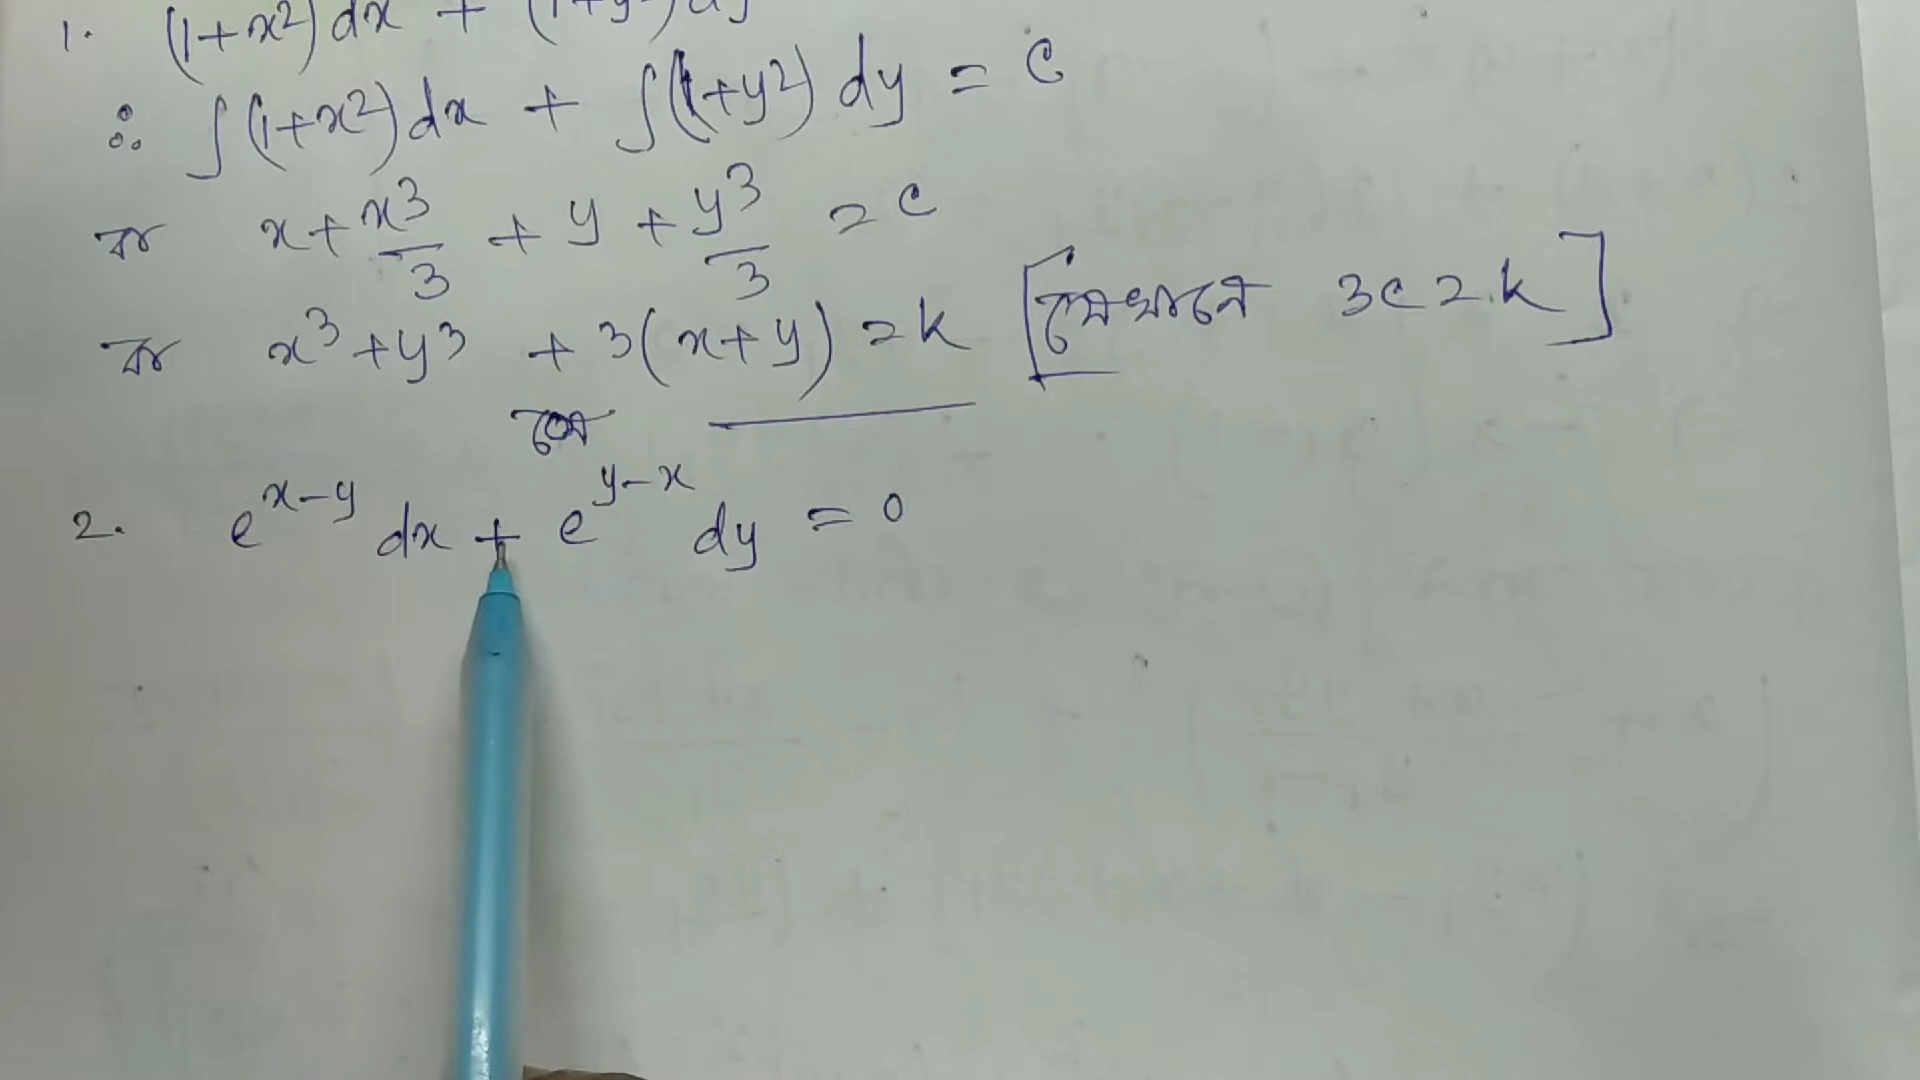 1. (1+x²) dx + (1+y²) dy
∴ ∫(1+x²) dx + ∫(1+y²) dy = c
বা x + x³/3 + y + y³/3 = c
বা x³ + y³ + 3(x+y) = k [যেখানে 3c = k]
2. e^{x-y} dx + e^{y-x} dy = 0